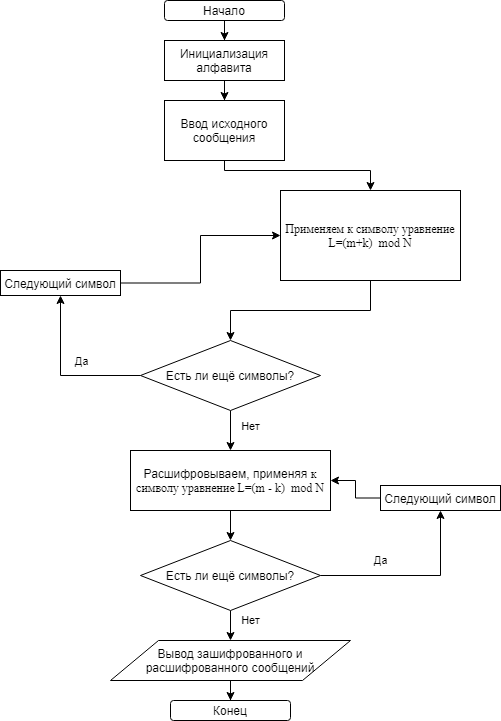 Начало
Инициализация
алфавита
Ввод исходного
сообщения
Применяем к символу уравнение
L=(m+k) mod N
Следующий символ
Да
Есть ли ещё символы?
Нет
Расшифровываем, применяя к
символу уравнение L=(m - k) mod N
Следующий символ
Да
Есть ли ещё символы?
Нет
Вывод зашифрованного и
расшифрованного сообщений
Конец